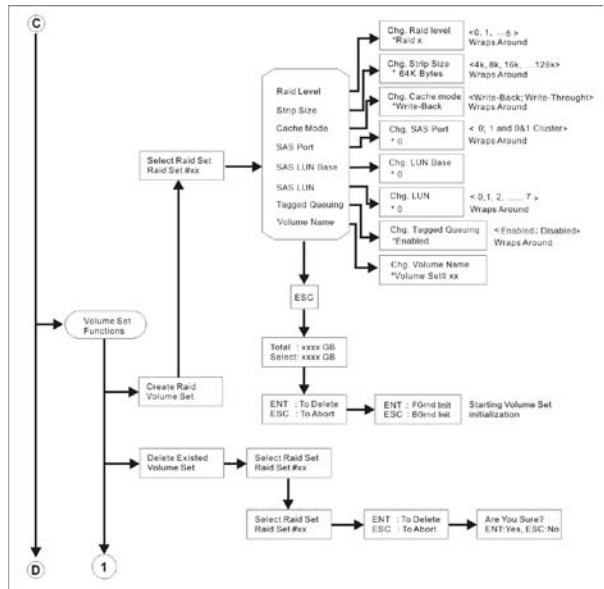 C
Chg. Raid level
*Raid x
<0, 1, ...6 >
Wraps Around
Chg. Strip Size
* 64K Bytes
<4k, 8k, 16k, ...128k>
Wraps Around
Chg. Cache mode
*Write-Back
<Write-Back; Write-Throught>
Wraps Around
Chg. SAS Port
* 0
< 0; 1 and 0&1 Cluster>
Wraps Around
Chg. LUN Base
* 0
Chg. LUN
* 0
< 0,1, 2, ...... 7 >
Wraps Around
Chg. Tagged Queuing
*Enabled
<Enabled; Disabled>
Wraps Around
Chg. Volume Name
*Volume Set# xx
Raid Level
Strip Size
Cache Mode
SAS Port
SAS LUN Base
SAS LUN
Tagged Queuing
Volume Name
Select Raid Set
Raid Set #xx
ESC
Total : xxxx GB
Select: xxxx GB
ENT : To Delete
ESC : To Abort
ENT : FGrnd Init
ESC : BGrnd Init
Starting Volume Set
initialization
Volume Set
Functions
Create Raid
Volume Set
Delete Existed
Volume Set
Select Raid Set
Raid Set #xx
Select Raid Set
Raid Set #xx
ENT : To Delete
ESC : To Abort
Are You Sure?
ENT:Yes, ESC:No
D
1